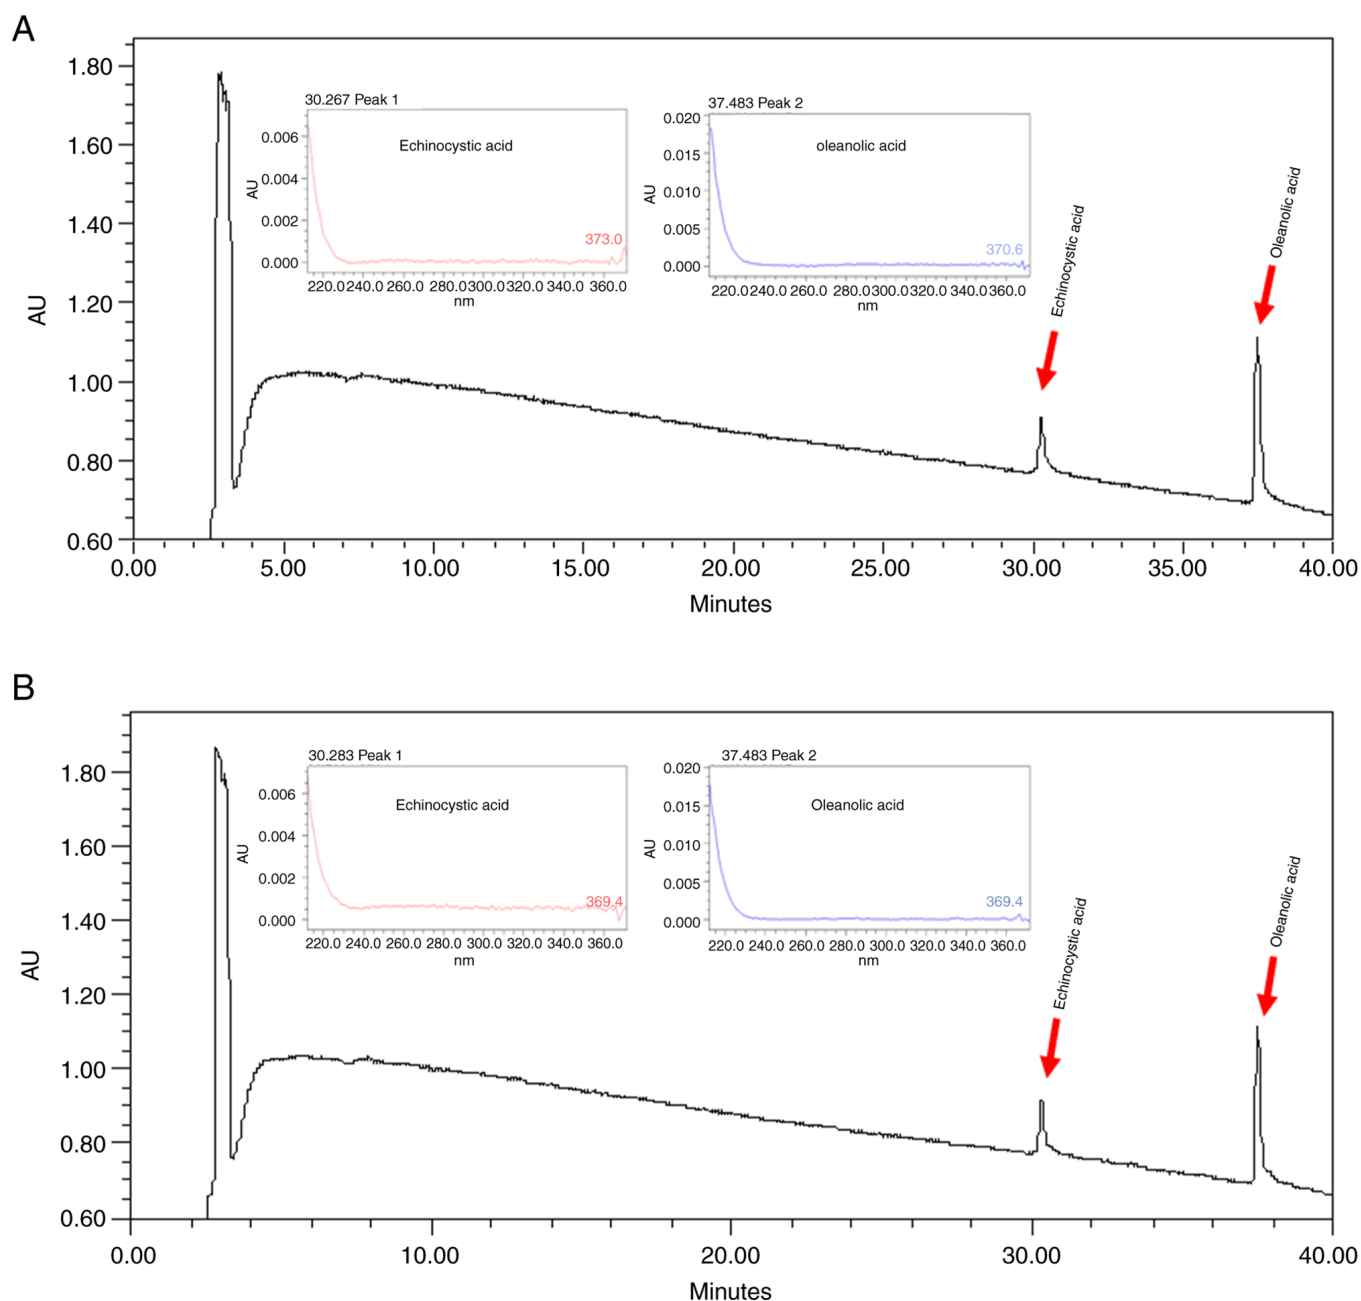 A
30.267 Peak 1
37.483 Peak 2
Echinocystic acid
oleanolic acid
AU
0.006
0.004
0.002
0.000
373.0
220.0 240.0 260.0 280.0 300.0 320.0 340.0 360.0
nm
AU
0.020
0.015
0.010
0.005
0.000
370.6
220.0 240.0 260.0 280.0 300.0 320.0 340.0 360.0
nm
Echinocystic acid
Oleanolic acid
AU
1.80
1.60
1.40
1.20
1.00
0.80
0.60
0.00 5.00 10.00 15.00 20.00 25.00 30.00 35.00 40.00
Minutes
B
30.283 Peak 1
37.483 Peak 2
Echinocystic acid
Oleanolic acid
AU
0.006
0.004
0.002
0.000
369.4
220.0 240.0 260.0 280.0 300.0 320.0 340.0 360.0
nm
AU
0.020
0.015
0.010
0.005
0.000
369.4
220.0 240.0 260.0 280.0 300.0 320.0 340.0 360.0
nm
Echinocystic acid
Oleanolic acid
AU
1.80
1.60
1.40
1.20
1.00
0.80
0.60
0.00 10.00 20.00 30.00 40.00
Minutes